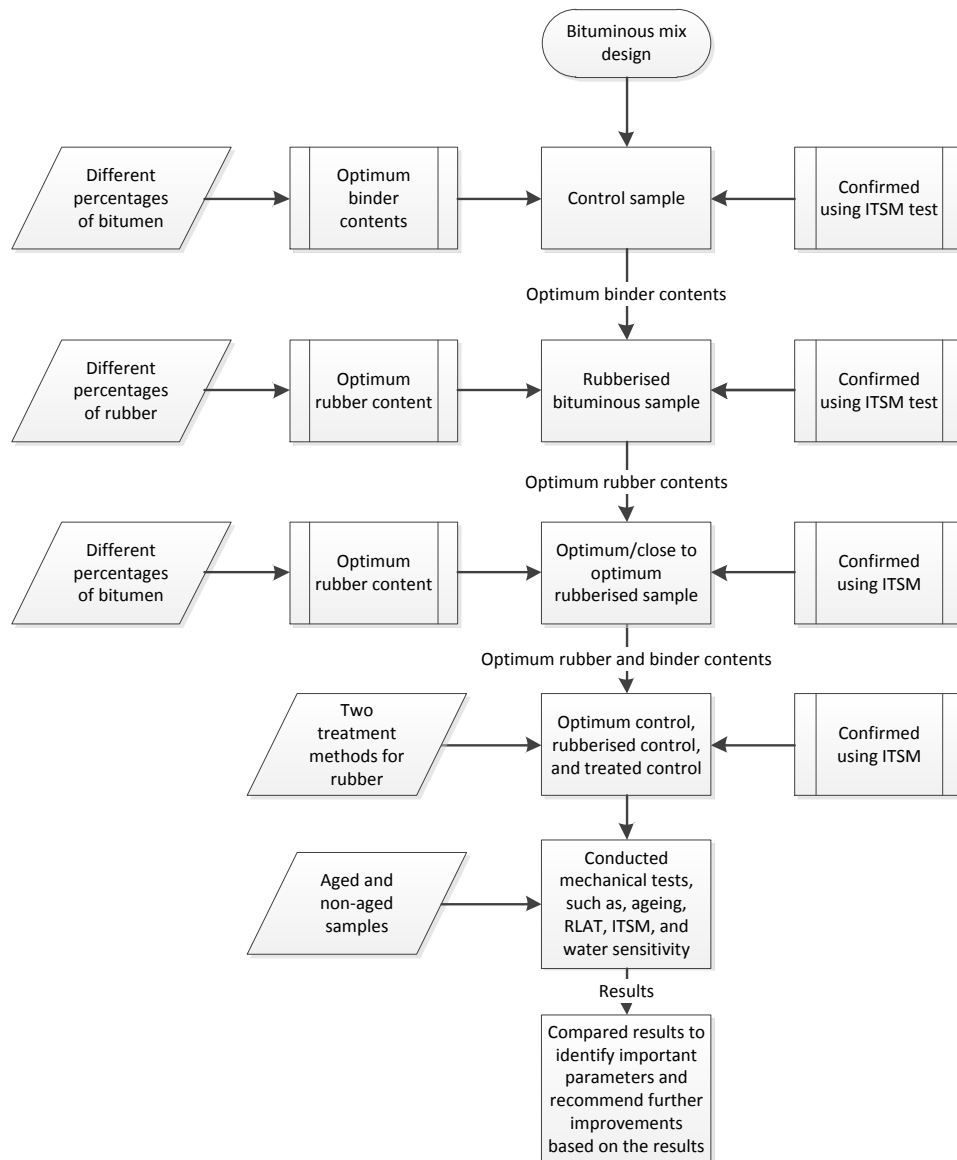 Bituminous mix
design
Different
percentages
of bitumen
Optimum
binder
contents
Control sample
Confirmed
using ITSM test
Optimum binder contents
Different
percentages
of rubber
Optimum
rubber content
Rubberised
bituminous sample
Confirmed
using ITSM test
Optimum rubber contents
Different
percentages
of bitumen
Optimum
rubber content
Optimum/close to
optimum
rubberised sample
Confirmed
using ITSM
Optimum rubber and binder contents
Two
treatment
methods for
rubber
Optimum control,
rubberised control,
and treated control
Confirmed
using ITSM
Aged and
non-aged
samples
Conducted
mechanical tests,
such as, ageing,
RLAT, ITSM, and
water sensitivity
Results
Compared results to
identify important
parameters and
recommend further
improvements
based on the results